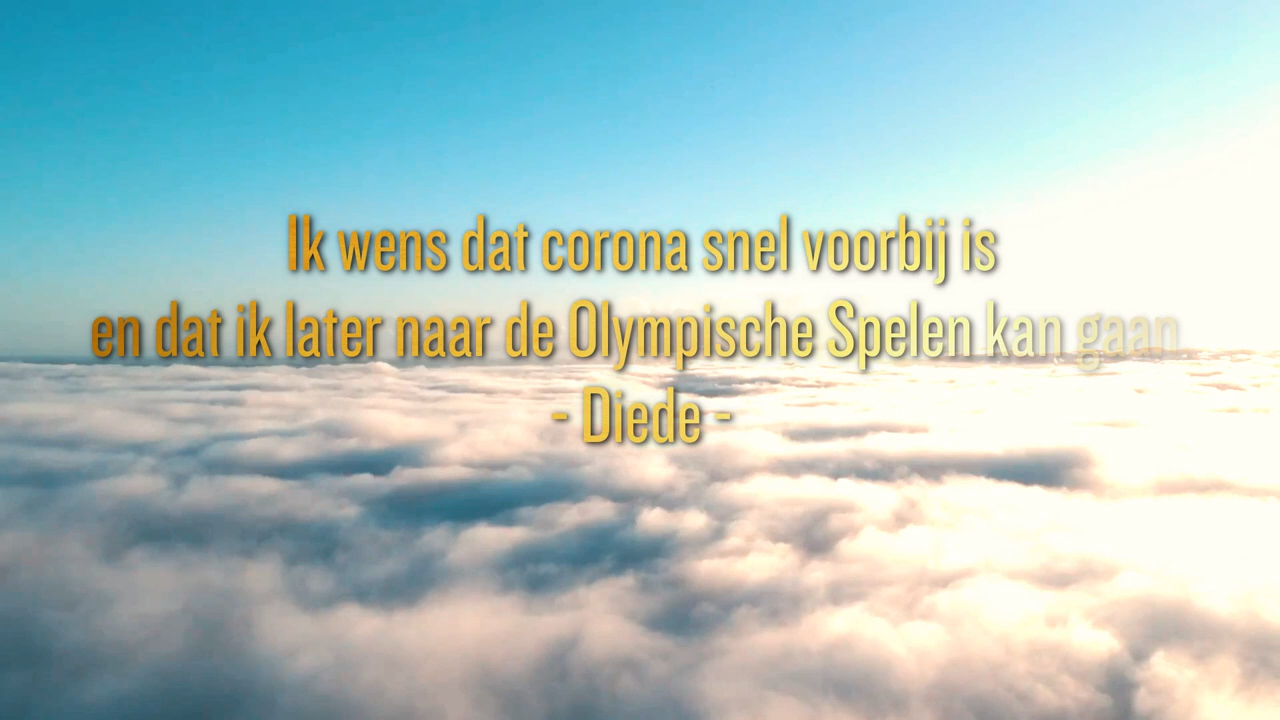 Ik wens dat corona snel voorbij is
en dat ik later naar de Olympische Spelen kan gaan
- Diede -